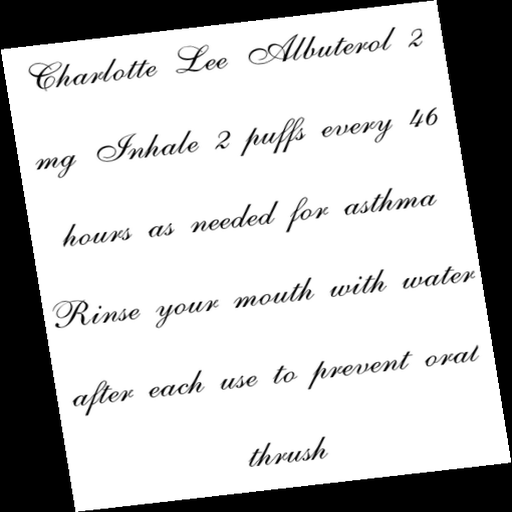 Charlotte Lee Albuterol 2
mg Inhale 2 puffs every 46
hours as needed for asthma
Rinse your mouth with water
after each use to prevent oral
thrush